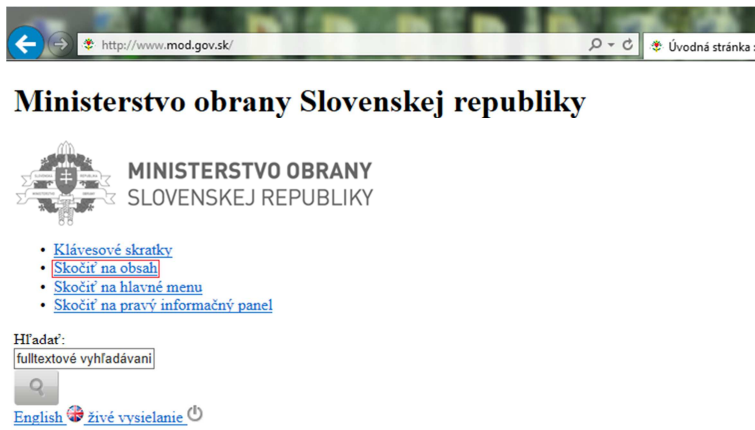 http://www.mod.gov.sk/
Úvodná stránka
Ministerstvo obrany Slovenskej republiky
MINISTERSTVO OBRANY
SLOVENSKEJ REPUBLIKY
Klávesové skratky
Skočiť na obsah
Skočiť na hlavné menu
Skočiť na pravý informačný panel
Hľadať:
fulltextové vyhľadávani
English živé vysielanie